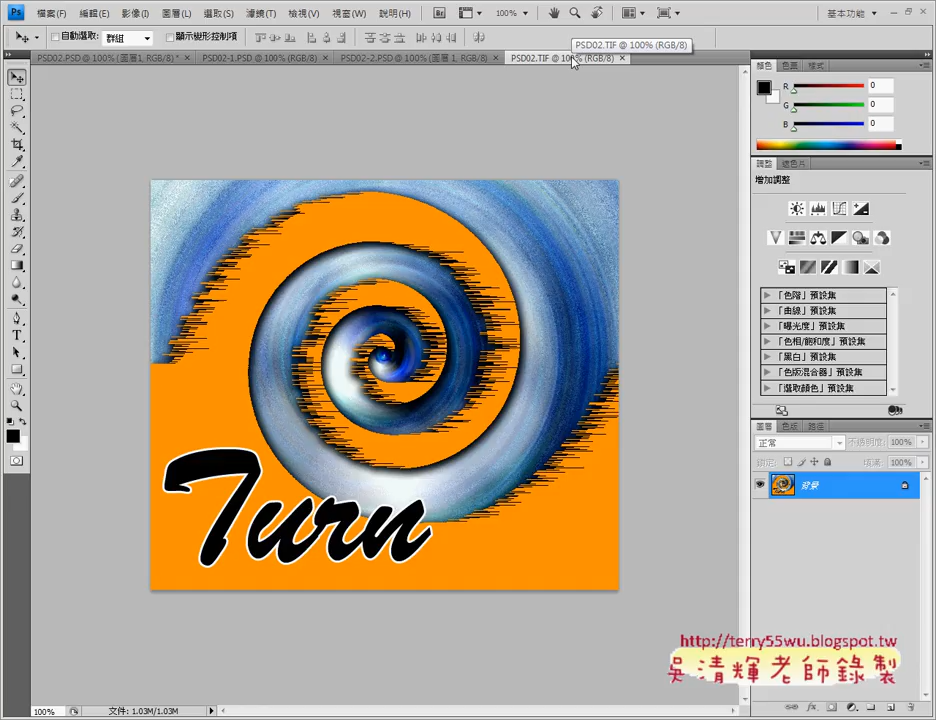 Ps 檔案(F) 編輯(E) 影像(I) 圖層(L) 選取(S) 濾鏡(T) 檢視(V) 視窗(W) 說明(H) Br 100% 基本功能
自動選取: 群組 顯示變形控制項
PSD02.TIF @ 100% (RGB/8)
PSD02.PSD @ 100% (圖層 1, RGB/8) * × PSD02-1.PSD @ 100% (RGB/8) × PSD02-2.PSD @ 100% (圖層 1, RGB/8) × PSD02.TIF @ 100% (RGB/8) ×
顏色 色票 樣式
R 0
G 0
B 0
調整 遮色片
增加調整
「色階」預設集
「曲線」預設集
「曝光度」預設集
「色相/飽和度」預設集
「黑白」預設集
「色版混合器」預設集
「選取顏色」預設集
圖層 色版 路徑
正常 不透明度: 100%
鎖定: 填滿: 100%
背景
Turn
http://terry55wu.blogspot.tw
吳清輝老師錄製
100% 文件: 1.03M/1.03M